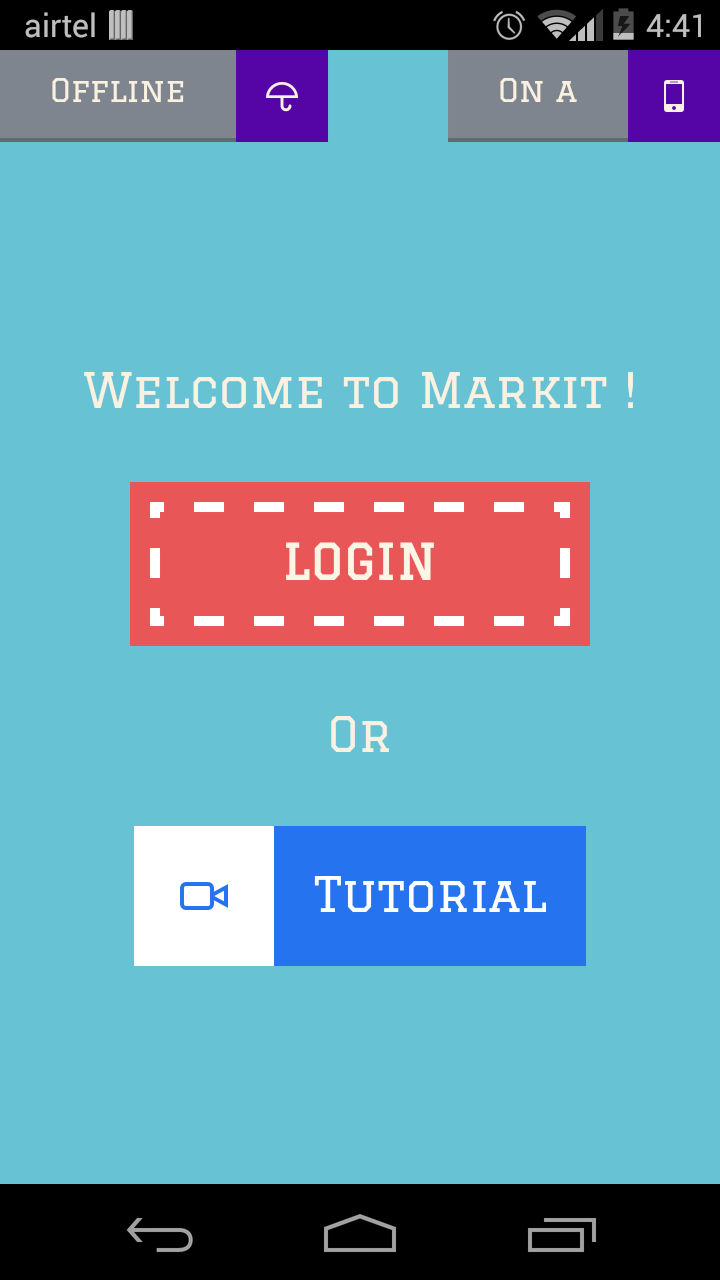 airtel 4:41
Offline On a
Welcome to Markit !
LOGIN
Or
Tutorial